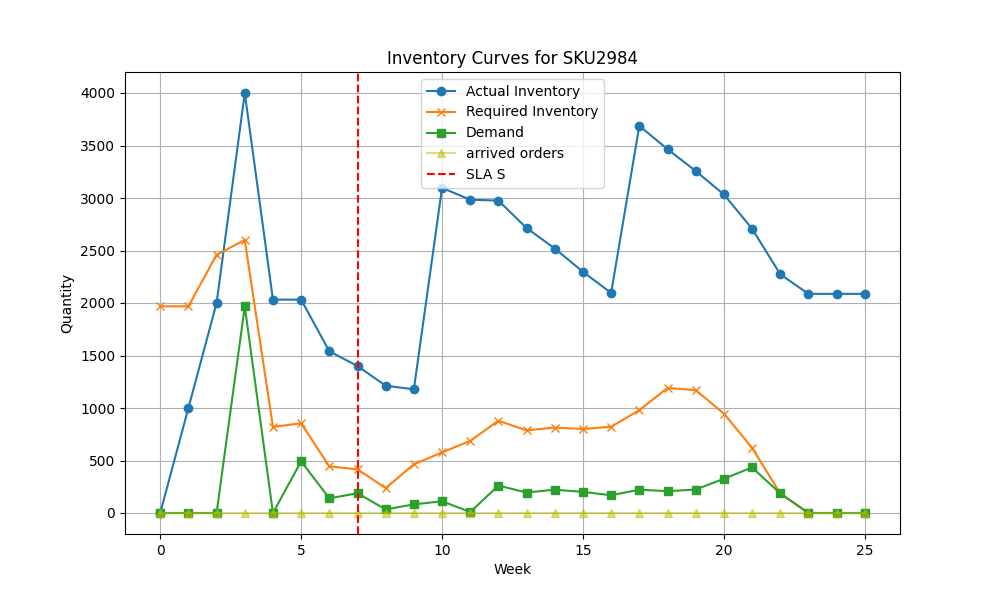 Inventory Curves for SKU2984
Actual Inventory
Required Inventory
Demand
arrived orders
SLA S
4000
3500
3000
2500
2000
1500
1000
500
0
Quantity
0 5 10 15 20 25
Week